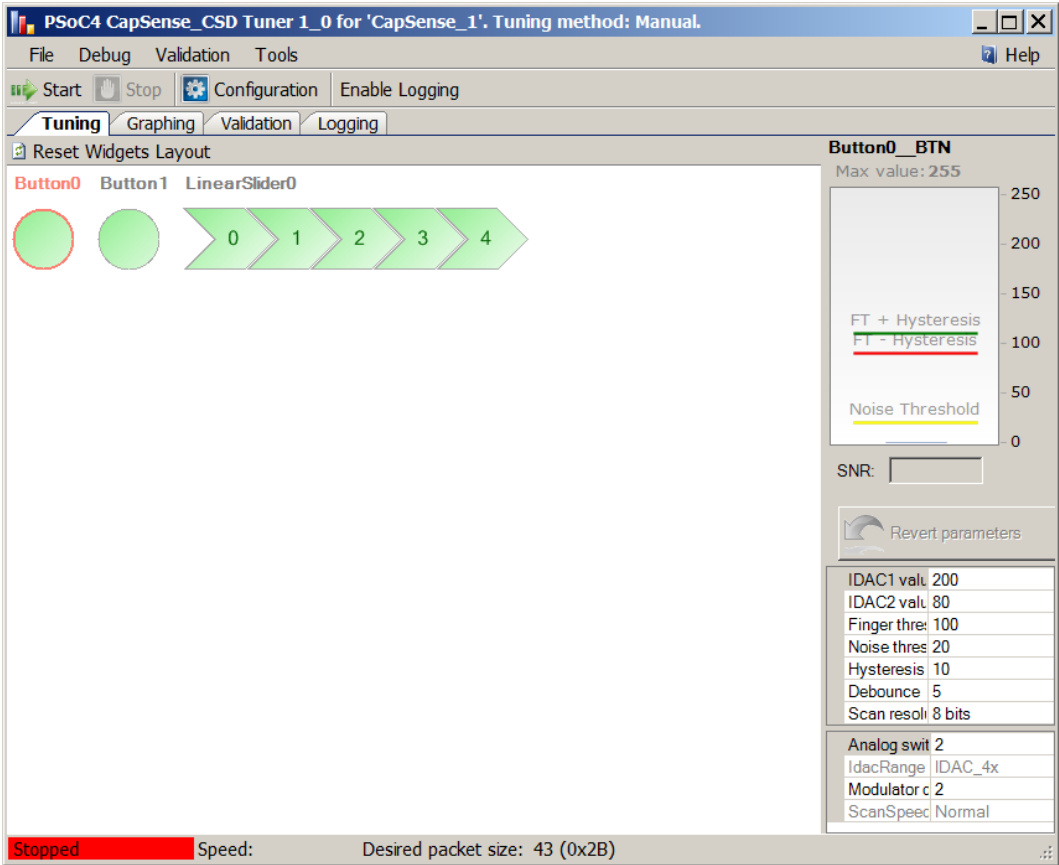 PSoC4 CapSense_CSD Tuner 1_0 for 'CapSense_1'. Tuning method: Manual.
File Debug Validation Tools Help
Start Stop Configuration Enable Logging
Tuning Graphing Validation Logging
Reset Widgets Layout
Button0 Button1 LinearSlider0
0 1 2 3 4
Button0__BTN
Max value: 255
250
200
150
FT + Hysteresis
FT - Hysteresis
100
50
Noise Threshold
0
SNR:
Revert parameters
IDAC1 valu 200
IDAC2 valu 80
Finger thres 100
Noise thres 20
Hysteresis 10
Debounce 5
Scan resolu 8 bits
Analog swit 2
IdacRange IDAC_4x
Modulator c 2
ScanSpeed Normal
Stopped Speed: Desired packet size: 43 (0x2B)